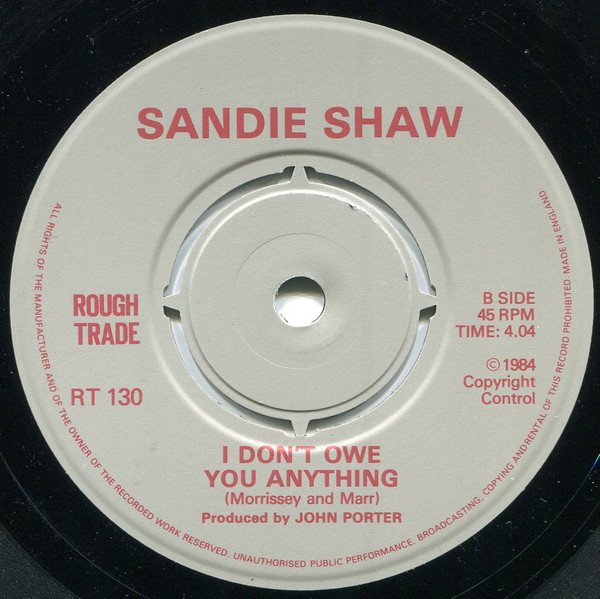 SANDIE SHAW
ROUGH
TRADE
RT 130
B SIDE
45 RPM
TIME: 4.04
© 1984
Copyright
Control
I DON'T OWE
YOU ANYTHING
(Morrissey and Marr)
Produced by JOHN PORTER
ALL RIGHTS OF THE MANUFACTURER AND OF THE OWNER OF THE RECORDED WORK RESERVED. UNAUTHORISED PUBLIC PERFORMANCE, BROADCASTING, COPYING ANDRENTAL OF THIS RECORD PROHIBITED. MADE IN ENGLAND